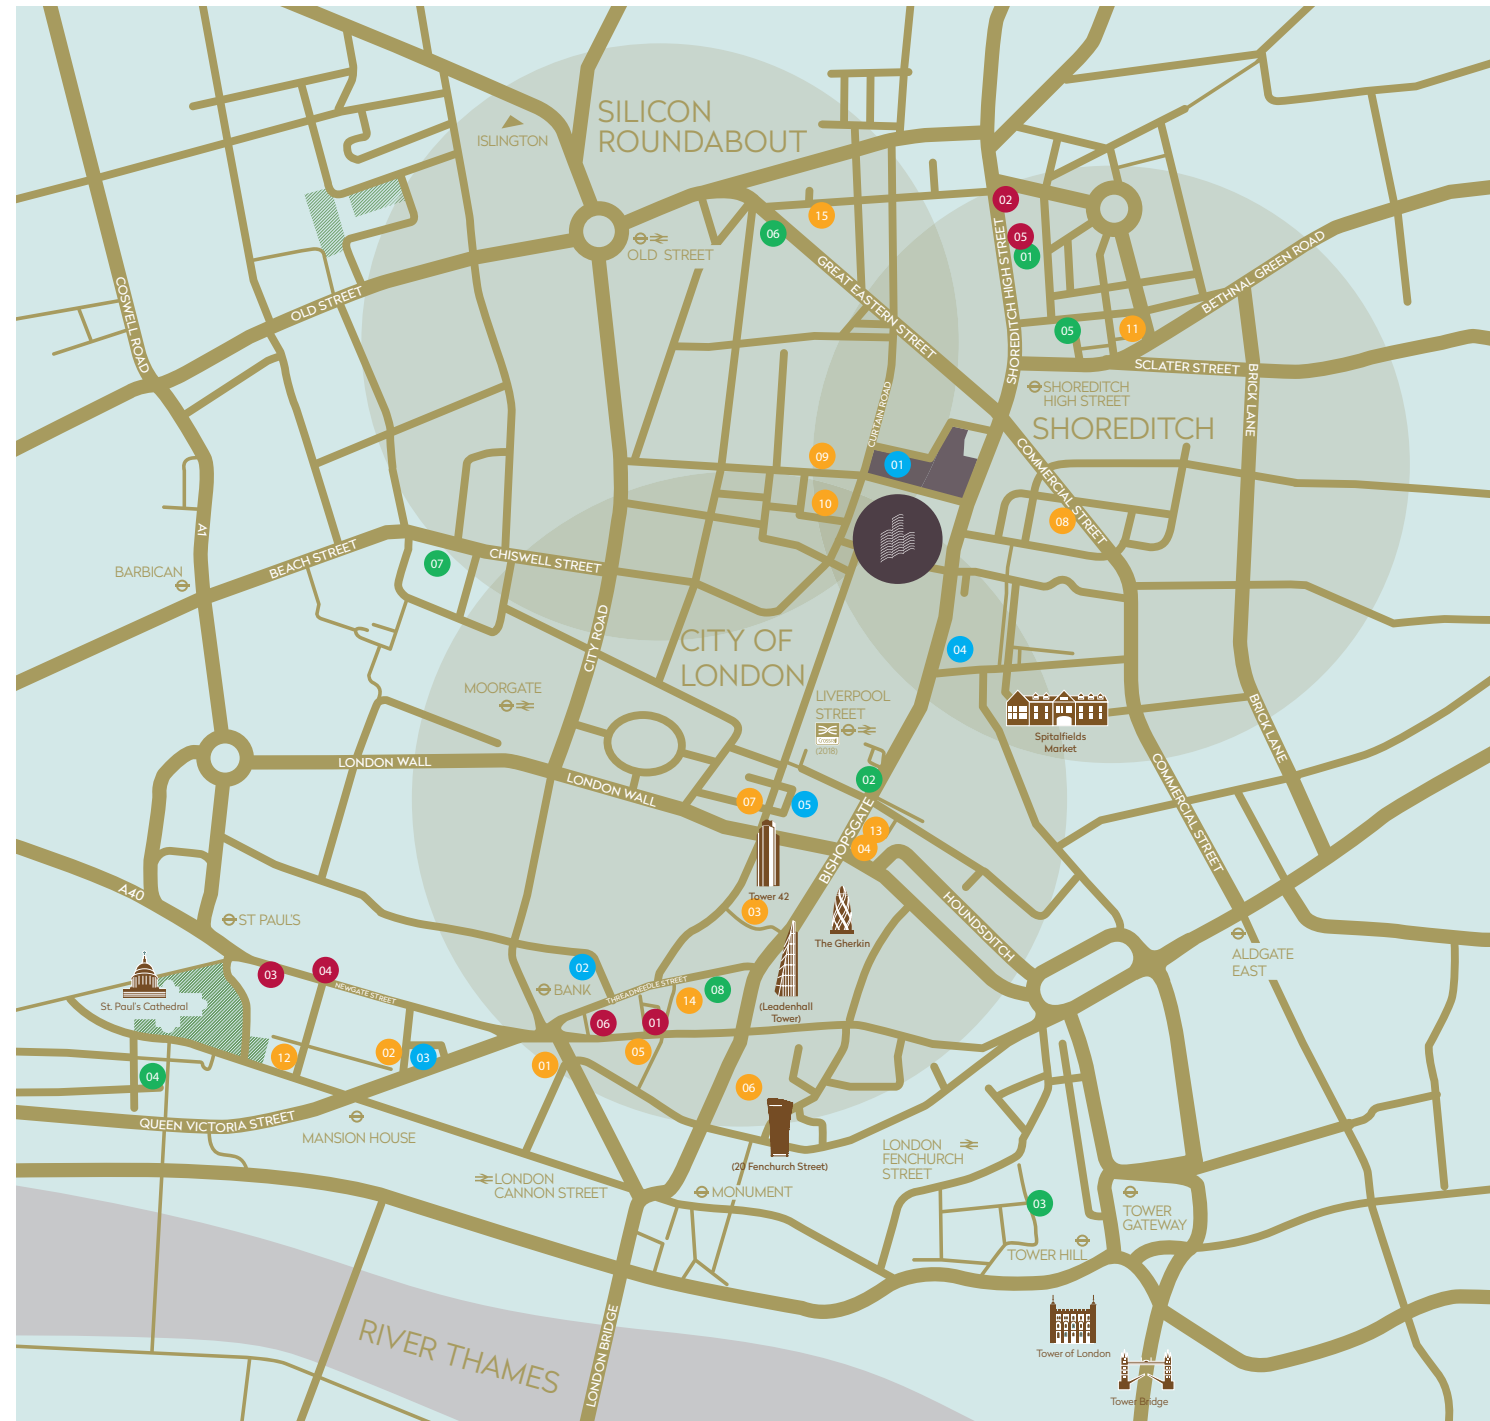 SILICON
ROUNDABOUT
ISLINGTON
02
15
06
05
01
OLD STREET
GREAT EASTERN STREET
SHOREDITCH HIGH STREET
BETHNAL GREEN ROAD
COSWELL ROAD
OLD STREET
05
11
SCLATER STREET
BRICK LANE
SHOREDITCH
HIGH STREET
SHOREDITCH
CURTAIN ROAD
COMMERCIAL STREET
09
01
10
08
A1
BEACH STREET
CHISWELL STREET
BARBICAN
07
CITY ROAD
CITY OF
LONDON
04
MOORGATE
LIVERPOOL
STREET
Crossrail
(2018)
Spitalfields
Market
BRICK LANE
LONDON WALL
LONDON WALL
02
07
05
COMMERCIAL STREET
BISHOPSGATE
13
04
A40
Tower 42
03
HOUNDSDITCH
ST PAUL'S
The Gherkin
ALDGATE
EAST
03
04
02
NEWGATE STREET
BANK
THREADNEEDLE STREET
08
14
St. Paul's Cathedral
(Leadenhall
Tower)
06
01
12
02
03
01
05
04
06
QUEEN VICTORIA STREET
MANSION HOUSE
LONDON
FENCHURCH
STREET
(20 Fenchurch Street)
LONDON
CANNON STREET
MONUMENT
03
TOWER
GATEWAY
TOWER HILL
RIVER THAMES
LONDON BRIDGE
Tower of London
Tower Bridge